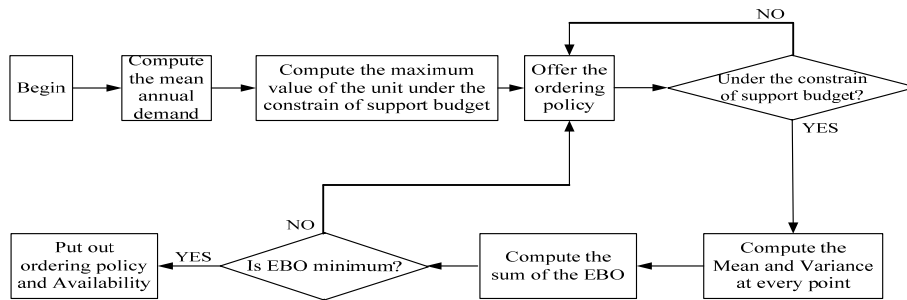 NO
Begin
Compute
the mean
annual
demand
Compute the maximum
value of the unit under the
constrain of support budget
Offer the
ordering
policy
Under the constrain
of support budget?
YES
NO
Put out
ordering policy
and Availability
YES
Is EBO minimum?
Compute the
sum of the EBO
Compute the
Mean and Variance
at every point